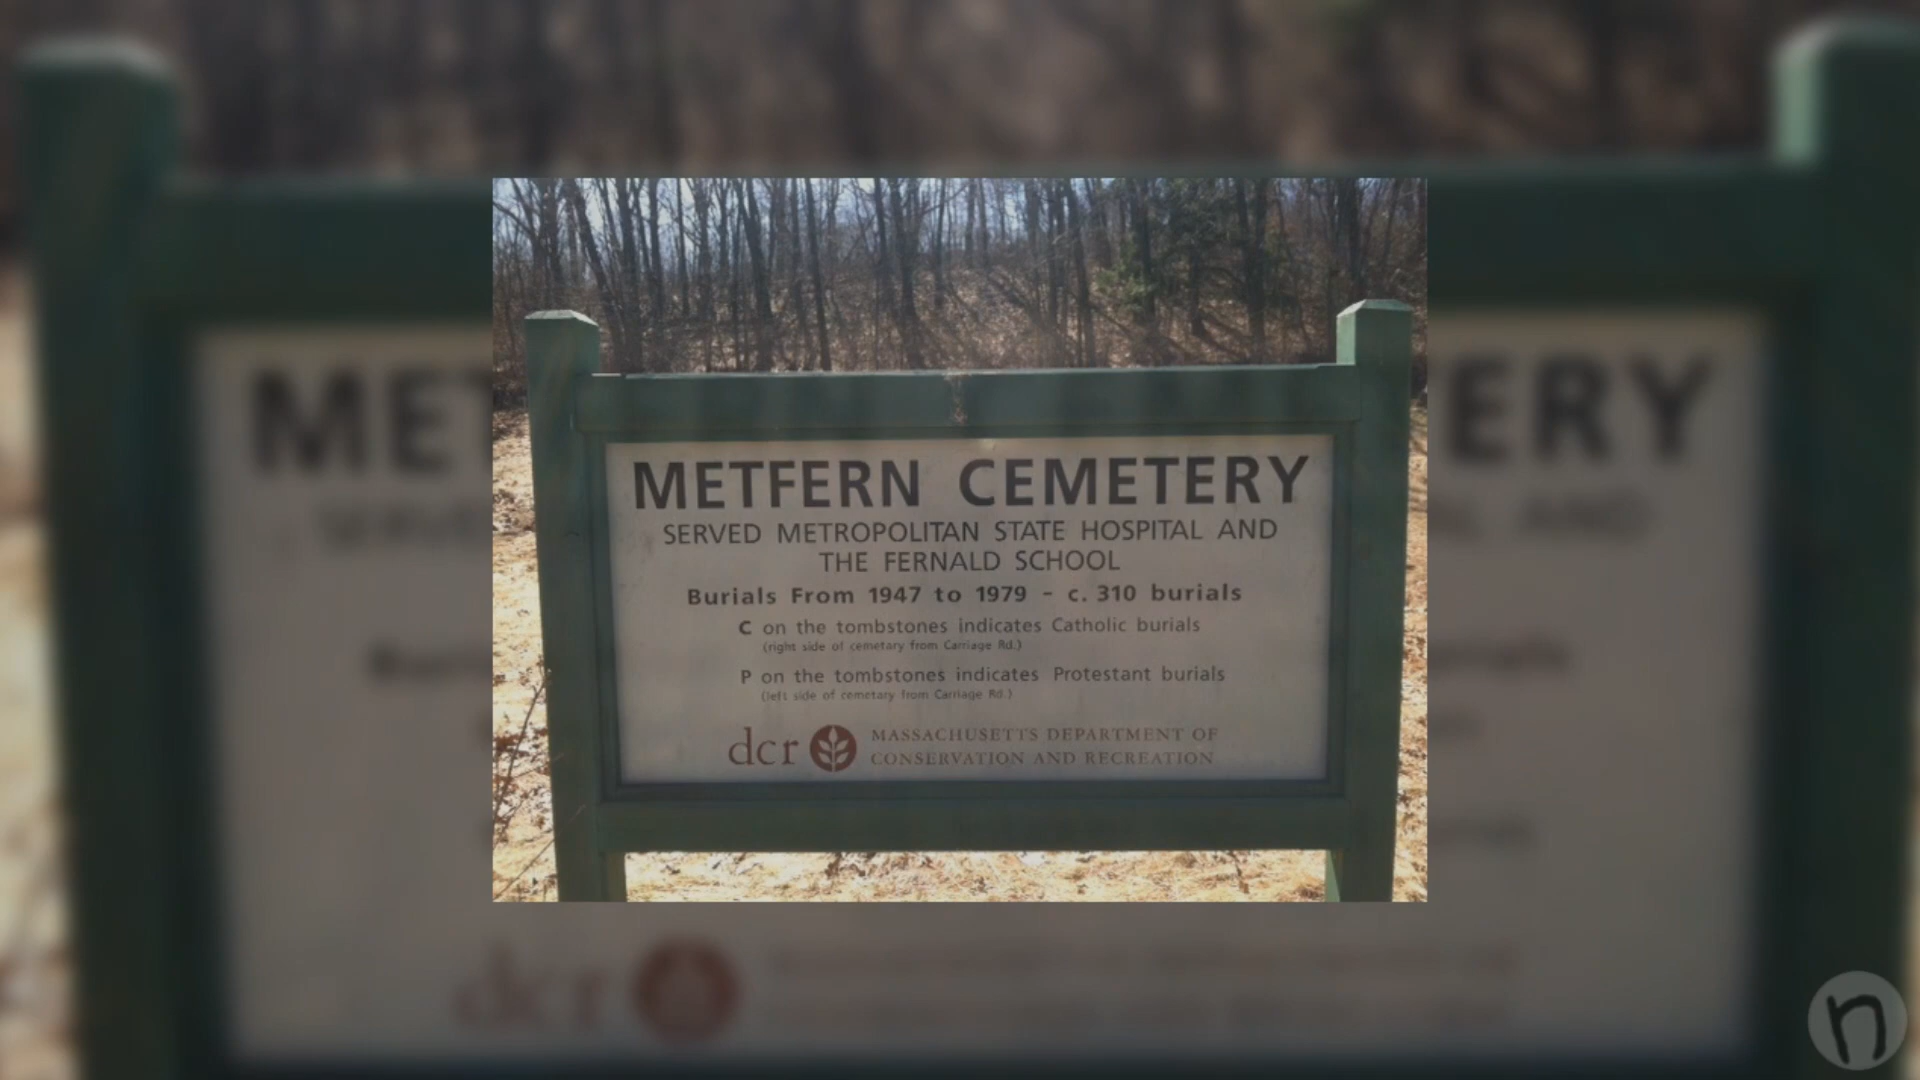 METFERN CEMETERY
SERVED METROPOLITAN STATE HOSPITAL AND
THE FERNALD SCHOOL
Burials From 1947 to 1979 - c. 310 burials
C on the tombstones indicates Catholic burials
(right side of cemetary from Carriage Rd.)
P on the tombstones indicates Protestant burials
(left side of cemetary from Carriage Rd.)
dcr MASSACHUSETTS DEPARTMENT OF
CONSERVATION AND RECREATION
n